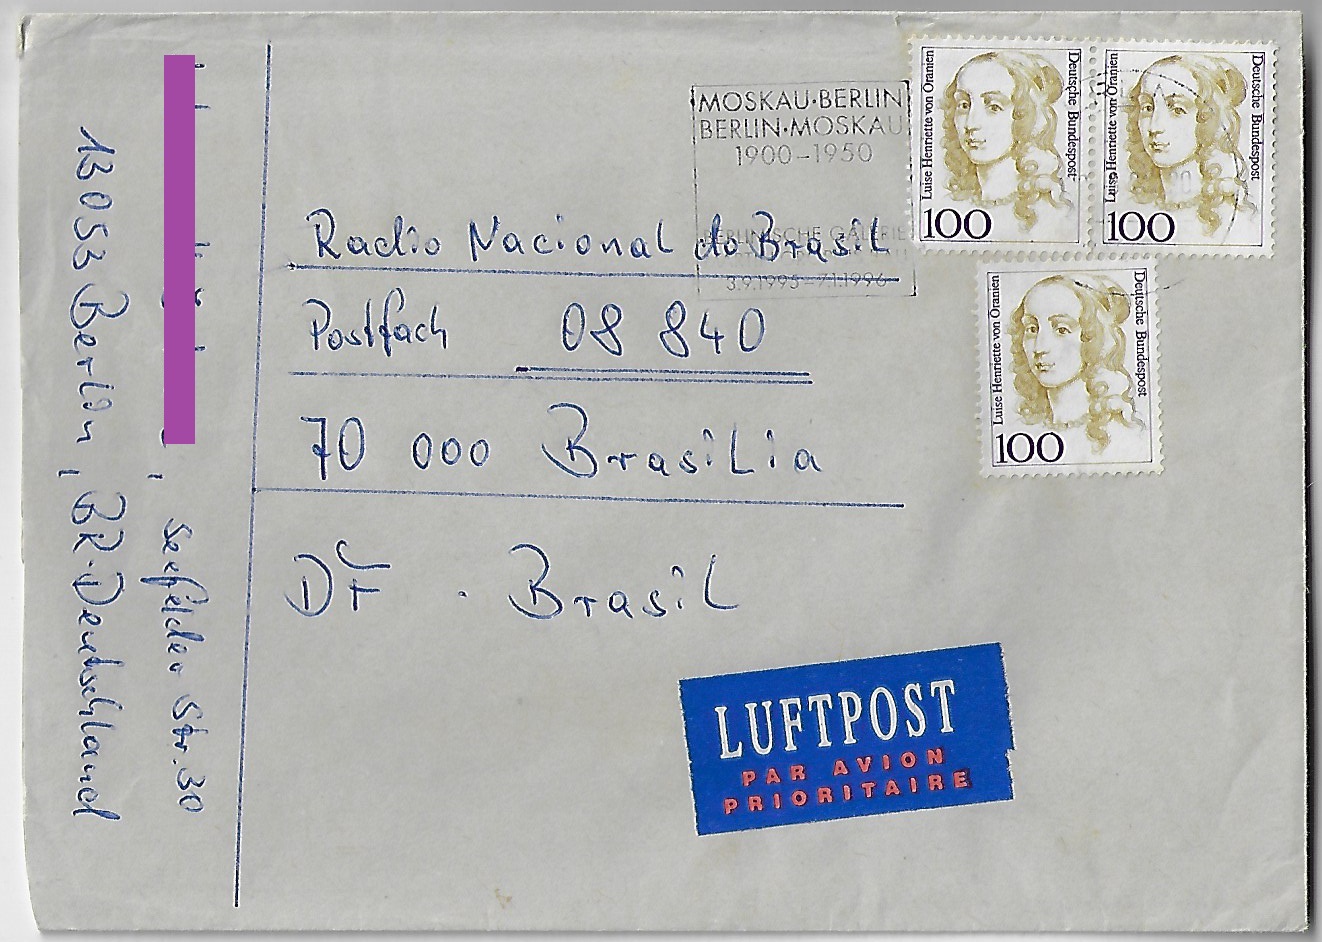 13053 Berlin, BR-Deutschland
, Seefelder Str. 30
MOSKAU·BERLIN
BERLIN·MOSKAU
1900–1950
BERLINISCHE GALERIE
3.9.1995–7.1.1996
Luise Henriette von Oranien
Deutsche Bundespost
100
Luise Henriette von Oranien
Deutsche Bundespost
100
Luise Henriette von Oranien
Deutsche Bundespost
100
Radio Nacional do Brasil
Postfach 08 840
70 000 Brasilia
DF · Brasil
LUFTPOST
PAR AVION
PRIORITAIRE